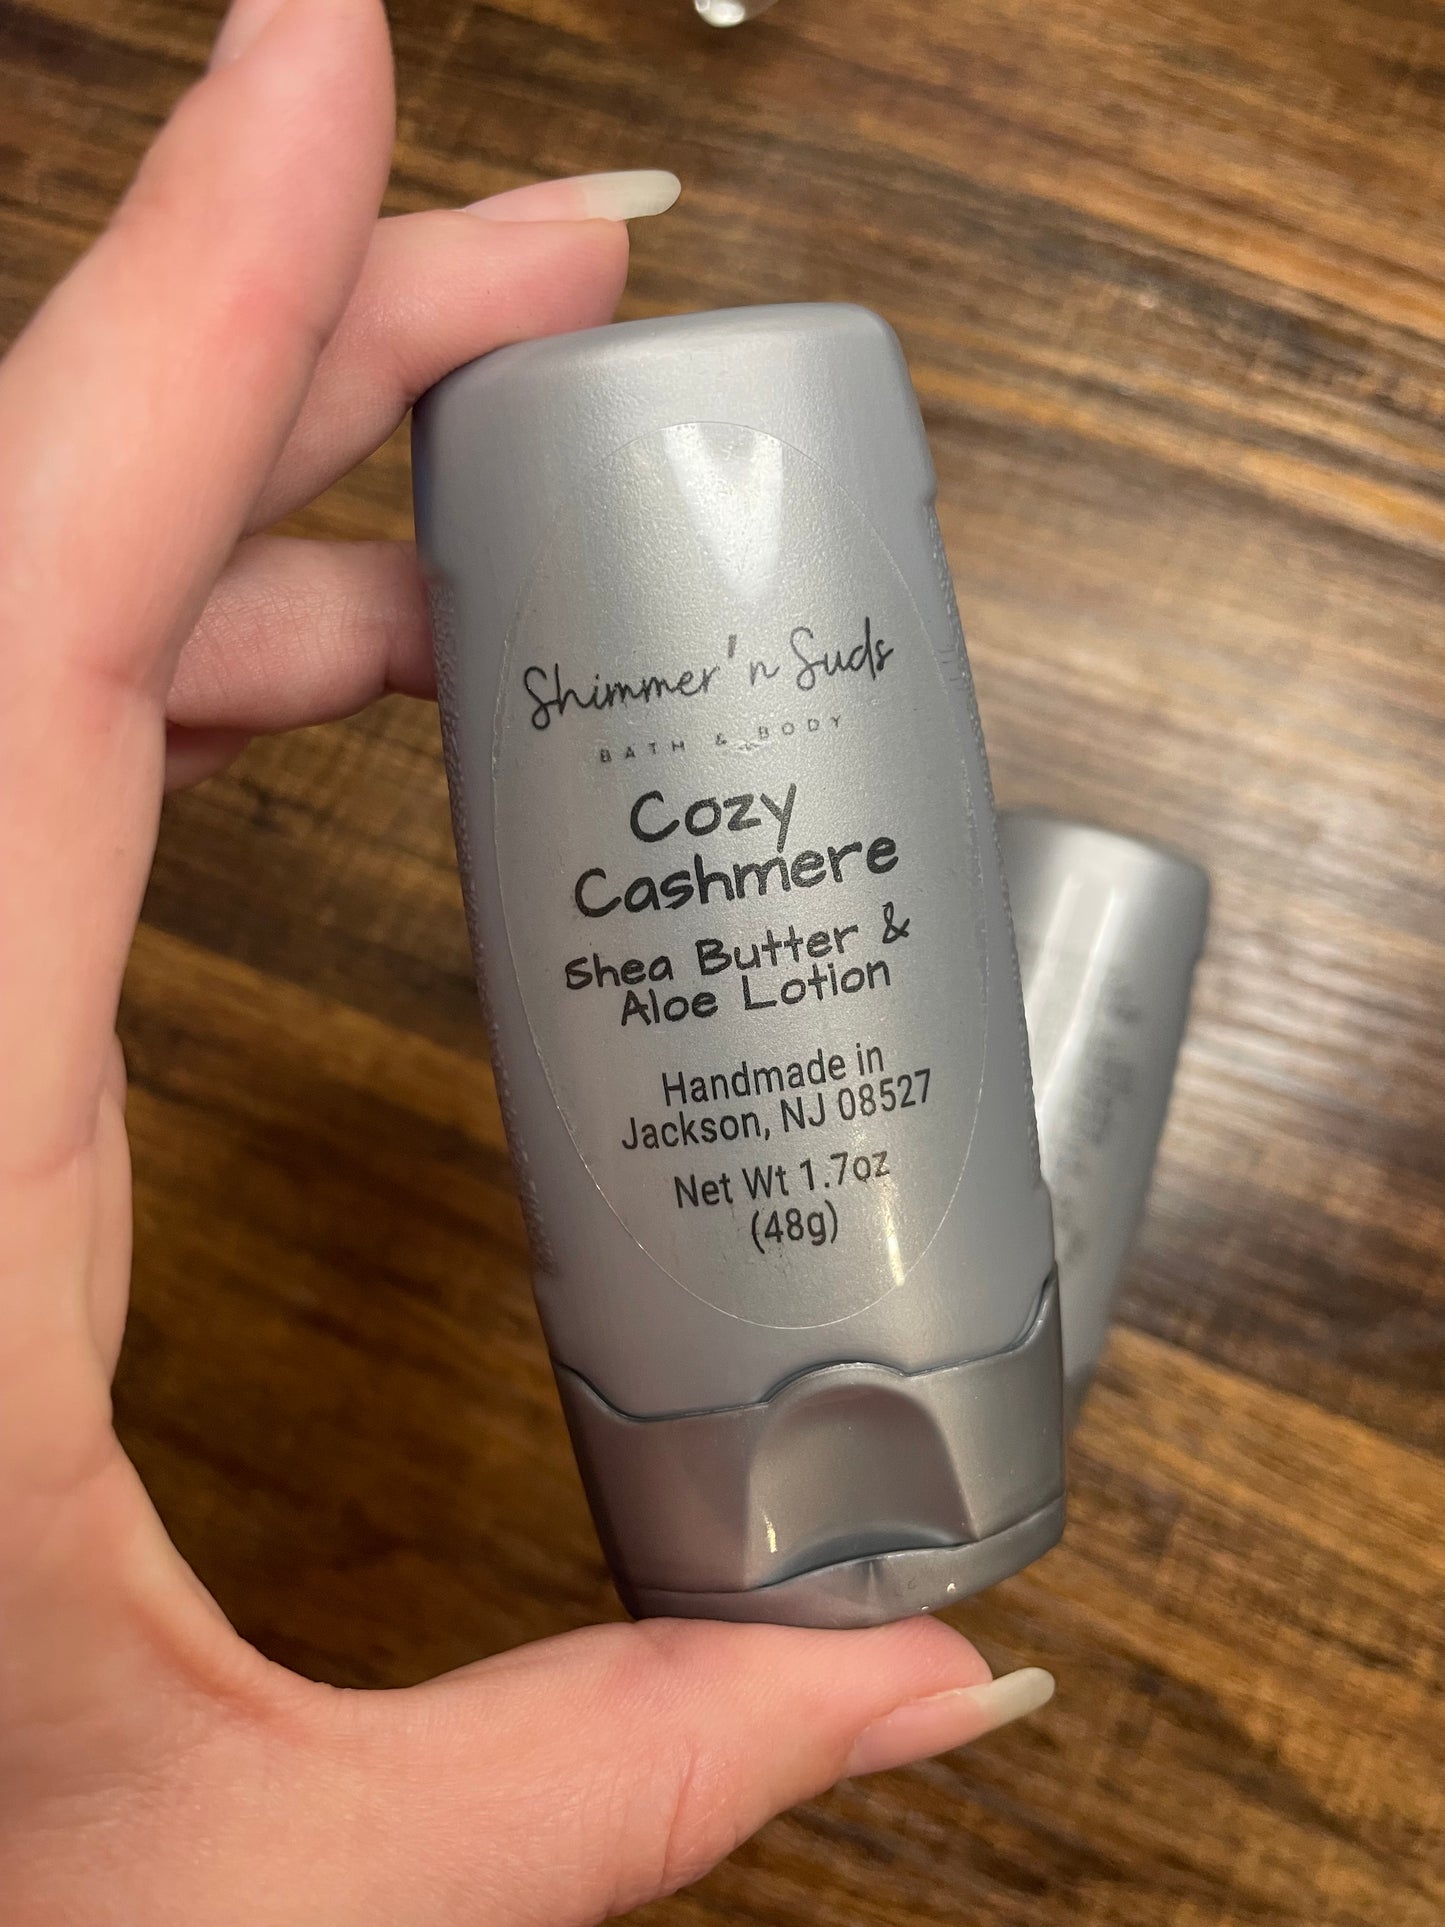 Shimmer'n Suds
BATH & BODY
Cozy
Cashmere
Shea Butter &
Aloe Lotion
Handmade in
Jackson, NJ 08527
Net Wt 1.7oz
(48g)